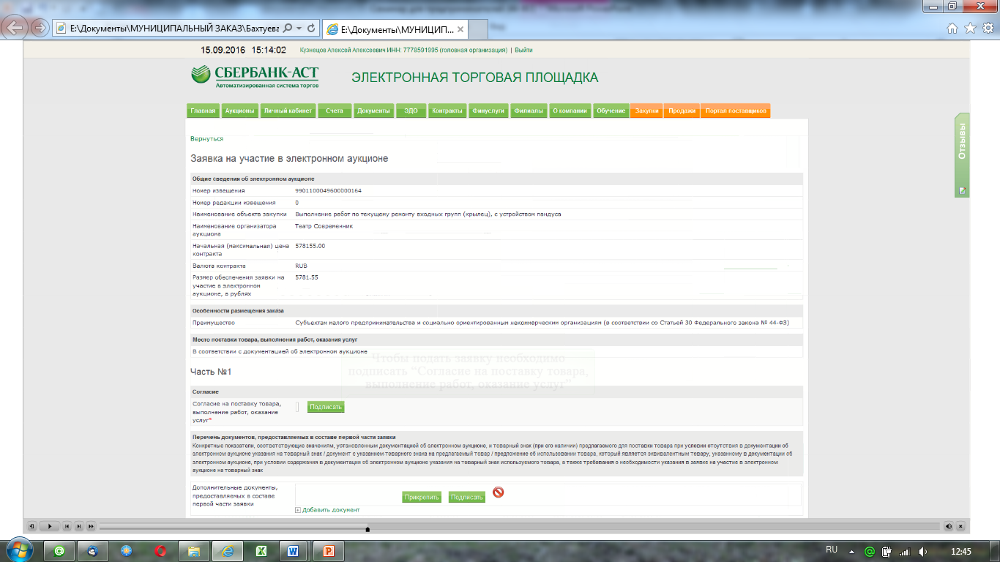 E:\Документы\МУНИЦИПАЛЬНЫЙ ЗАКАЗ\Бахтуева
E:\Документы\МУНИЦИП...
15.09.2016 15:14:02
Кузнецов Алексей Алексеевич ИНН: 7778591995 (головная организация) | Выйти
СБЕРБАНК-АСТ
Автоматизированная система торгов
ЭЛЕКТРОННАЯ ТОРГОВАЯ ПЛОЩАДКА
Главная Аукционы Личный кабинет Счета Документы ЭДО Контракты Финуслуги Филиалы О компании Обучение Закупки Продажи Портал поставщиков
Отзывы
Вернуться
Заявка на участие в электронном аукционе
Общие сведения об электронном аукционе
Номер извещения 9901100049600000164
Номер редакции извещения 0
Наименование объекта закупки Выполнение работ по текущему ремонту входных групп (крылец), с устройством пандуса
Наименование организатора Театр Современник
аукциона
Начальная (максимальная) цена 578155.00
контракта
Валюта контракта RUB
Размер обеспечения заявки на 5781.55
участие в электронном
аукционе, в рублях
Особенности размещения заказа
Преимущество Субъектам малого предпринимательства и социально ориентированным некоммерческим организациям (в соответствии со Статьей 30 Федерального закона № 44-ФЗ)
Место поставки товара, выполнения работ, оказания услуг
В соответствии с документацией об электронном аукционе
Чтобы подать заявку необходимо
подписать “Согласие на поставку товара,
выполнение работ, оказание услуг”
Часть №1
Согласие
Согласие на поставку товара,
выполнение работ, оказание
услуг*
Подписать
Перечень документов, предоставляемых в составе первой части заявки
Конкретные показатели, соответствующие значениям, установленным документацией об электронном аукционе, и товарный знак (при его наличии) предлагаемого для поставки товара при условии отсутствия в документации об
электронном аукционе указания на товарный знак / документ с указанием товарного знака на предлагаемый товар / предложение об использовании товара, который является эквивалентным товару, указанному в документации об
электронном аукционе, при условии содержания в документации об электронном аукционе указания на товарный знак используемого товара, а также требования о необходимости указания в заявке на участие в электронном
аукционе на товарный знак
Дополнительные документы,
предоставляемых в составе
первой части заявки
Прикрепить Подписать
Добавить документ
RU 12:45